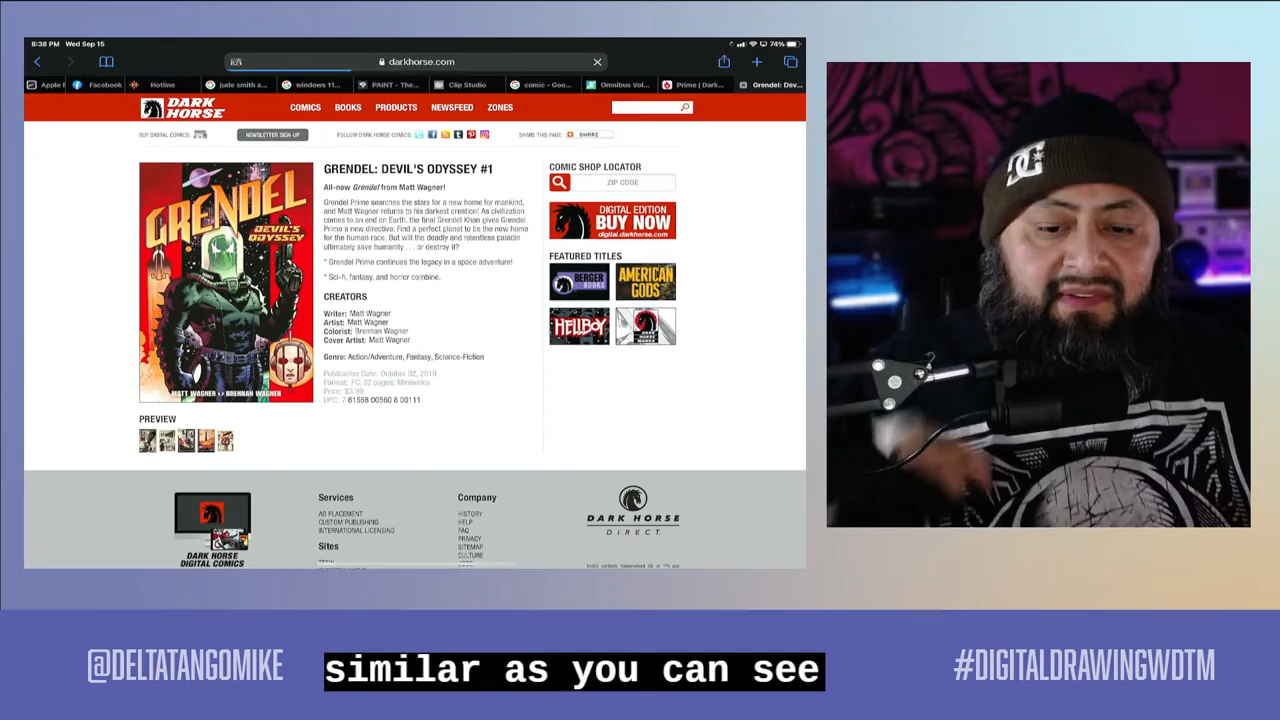 8:38 PM Wed Sep 15
74%
darkhorse.com
Apple
Facebook
Hotline
jude smith a...
windows 11...
PAINT - The...
Clip Studio
comic - Goo...
Omnibus Vol...
Prime | Dark...
Grendel: Dev...
DARK HORSE
COMICS BOOKS PRODUCTS NEWSFEED ZONES
BUY DIGITAL COMICS:
NEWSLETTER SIGN-UP
FOLLOW DARK HORSE COMICS:
SHARE THIS PAGE:
SHARE
GRENDEL
DEVIL'S
ODYSSEY
MATT WAGNER
BRENNAN WAGNER
GRENDEL: DEVIL'S ODYSSEY #1
All-new Grendel from Matt Wagner!
Grendel Prime searches the stars for a new home for mankind,
and Matt Wagner returns to his darkest creation! As civilization
comes to an end on Earth, the final Grendel Khan gives Grendel
Prime a new directive: Find a perfect planet to be the new home
for the human race. But will the deadly and relentless paladin
ultimately save humanity . . . or destroy it?
* Grendel Prime continues the legacy in a space adventure!
* Sci-fi, fantasy, and horror combine.
CREATORS
Writer: Matt Wagner
Artist: Matt Wagner
Colorist: Brennan Wagner
Cover Artist: Matt Wagner
Genre: Action/Adventure, Fantasy, Science-Fiction
Publication Date: October 02, 2019
Format: FC, 32 pages; Miniseries
Price: $3.99
UPC: 7 61568 00560 8 00111
COMIC SHOP LOCATOR
ZIP CODE
DIGITAL EDITION
BUY NOW
digital.darkhorse.com
FEATURED TITLES
BERGER
BOOKS
AMERICAN
GODS
HELLBOY
PREVIEW
DARK HORSE
DIGITAL COMICS
Services
AD PLACEMENT
CUSTOM PUBLISHING
INTERNATIONAL LICENSING
Sites
Company
HISTORY
HELP
FAQ
PRIVACY
SITEMAP
CULTURE
DARK HORSE
DIRECT
DC
@DELTATANGOMIKE
similar as you can see
#DIGITALDRAWINGWDTM